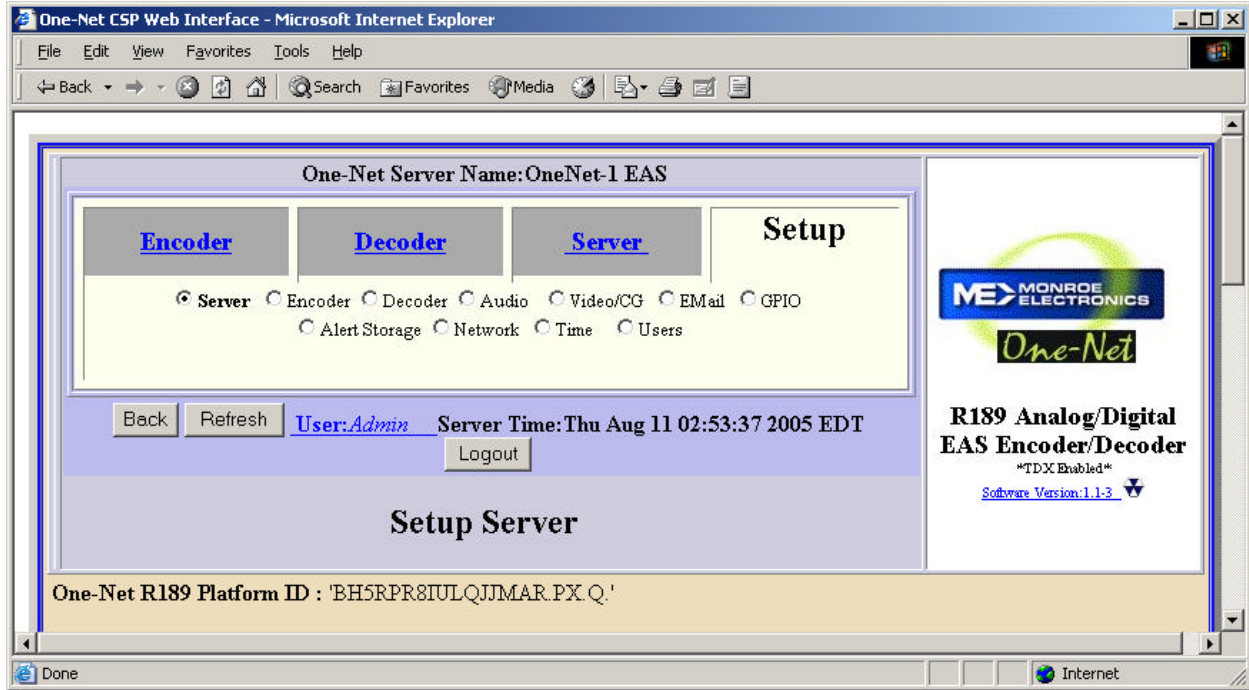 One-Net CSP Web Interface - Microsoft Internet Explorer
File Edit View Favorites Tools Help
Back Search Favorites Media
One-Net Server Name:OneNet-1 EAS
Encoder Decoder Server Setup
Server Encoder Decoder Audio Video/CG EMail GPIO
Alert Storage Network Time Users
Back Refresh User:Admin Server Time:Thu Aug 11 02:53:37 2005 EDT
Logout
Setup Server
MONROE
ELECTRONICS
One-Net
R189 Analog/Digital
EAS Encoder/Decoder
*TDX Enabled*
Software Version:1.1-3
One-Net R189 Platform ID : 'BH5RPR8IULQJJMAR.PX.Q.'
Done Internet